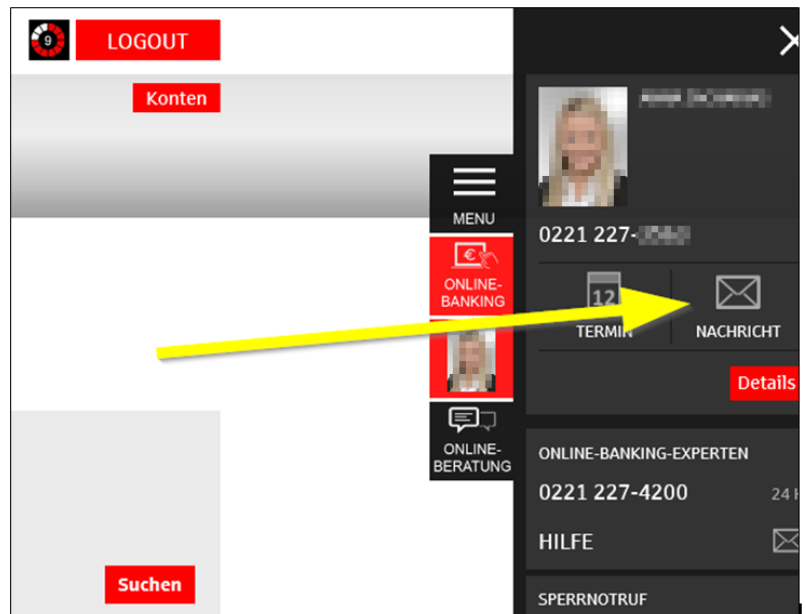 9 LOGOUT
Konten
MENU
ONLINE-
BANKING
ONLINE-
BERATUNG
Suchen
0221 227-
12
TERMIN NACHRICHT
Details
ONLINE-BANKING-EXPERTEN
0221 227-4200 24
HILFE
SPERRNOTRUF